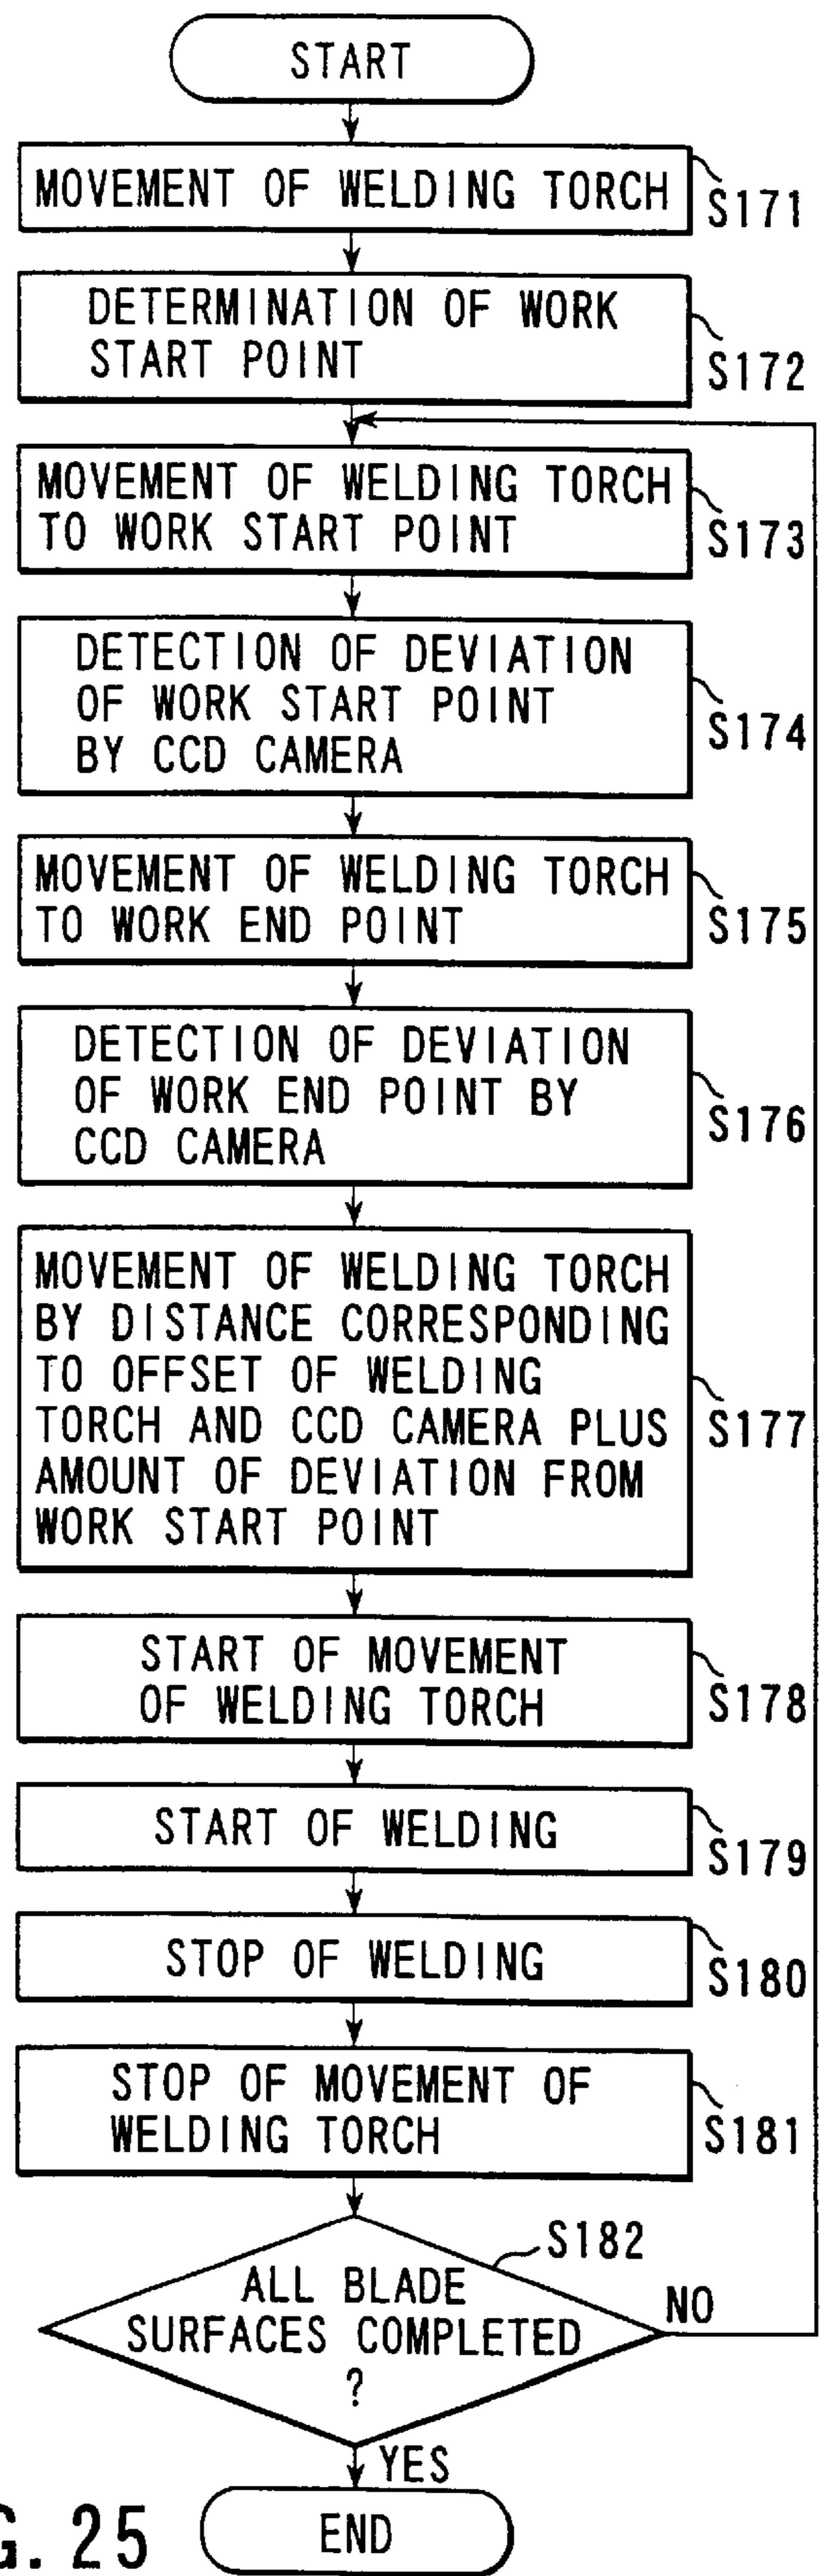 START
MOVEMENT OF WELDING TORCH
S171
DETERMINATION OF WORK
START POINT
S172
MOVEMENT OF WELDING TORCH
TO WORK START POINT
S173
DETECTION OF DEVIATION
OF WORK START POINT
BY CCD CAMERA
S174
MOVEMENT OF WELDING TORCH
TO WORK END POINT
S175
DETECTION OF DEVIATION
OF WORK END POINT BY
CCD CAMERA
S176
MOVEMENT OF WELDING TORCH
BY DISTANCE CORRESPONDING
TO OFFSET OF WELDING
TORCH AND CCD CAMERA PLUS
AMOUNT OF DEVIATION FROM
WORK START POINT
S177
START OF MOVEMENT
OF WELDING TORCH
S178
START OF WELDING
S179
STOP OF WELDING
S180
STOP OF MOVEMENT OF
WELDING TORCH
S181
S182
ALL BLADE
SURFACES COMPLETED
?
NO
YES
END
G. 25